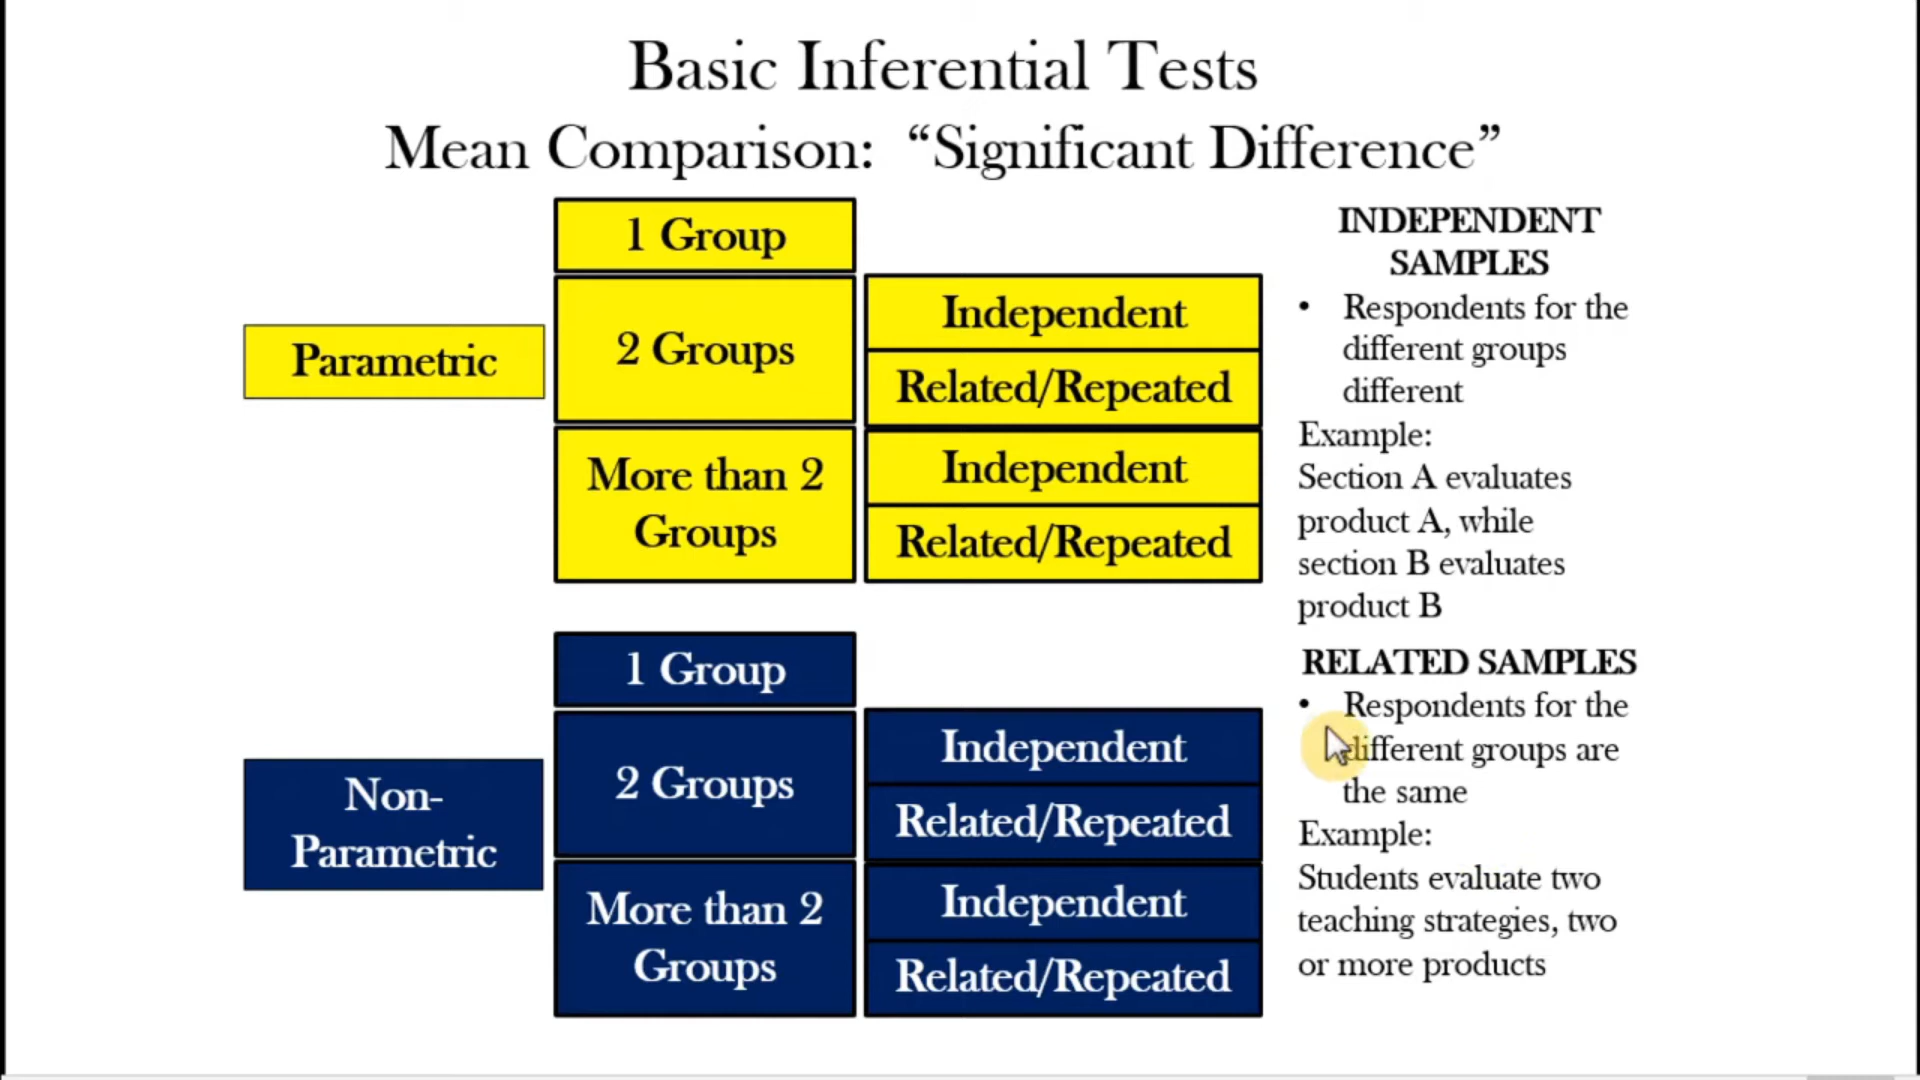 Basic Inferential Tests
Mean Comparison: “Significant Difference”
Parametric
1 Group
2 Groups
Independent
Related/Repeated
More than 2
Groups
Independent
Related/Repeated
Non-
Parametric
1 Group
2 Groups
Independent
Related/Repeated
More than 2
Groups
Independent
Related/Repeated
INDEPENDENT
SAMPLES
• Respondents for the
different groups
different
Example:
Section A evaluates
product A, while
section B evaluates
product B
RELATED SAMPLES
• Respondents for the
different groups are
the same
Example:
Students evaluate two
teaching strategies, two
or more products